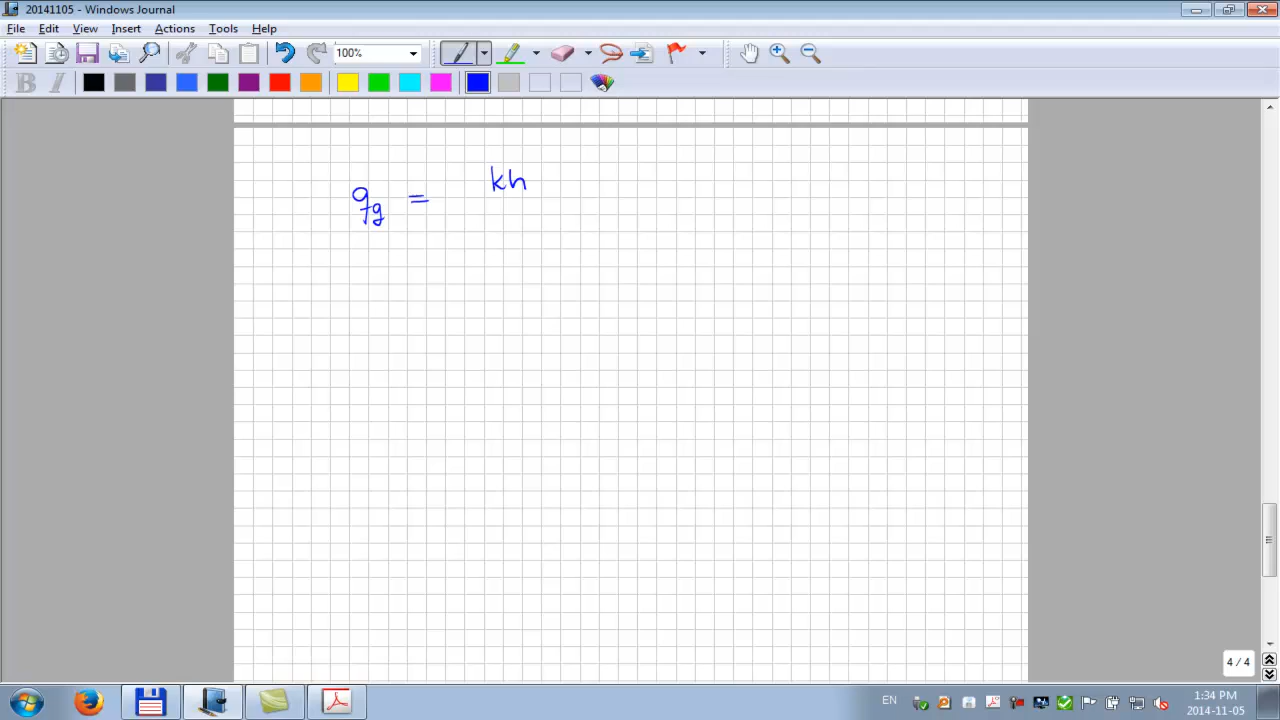 20141105 - Windows Journal
File Edit View Insert Actions Tools Help
100%
B I
q_g = kh
4 / 4
EN
1:34 PM
2014-11-05